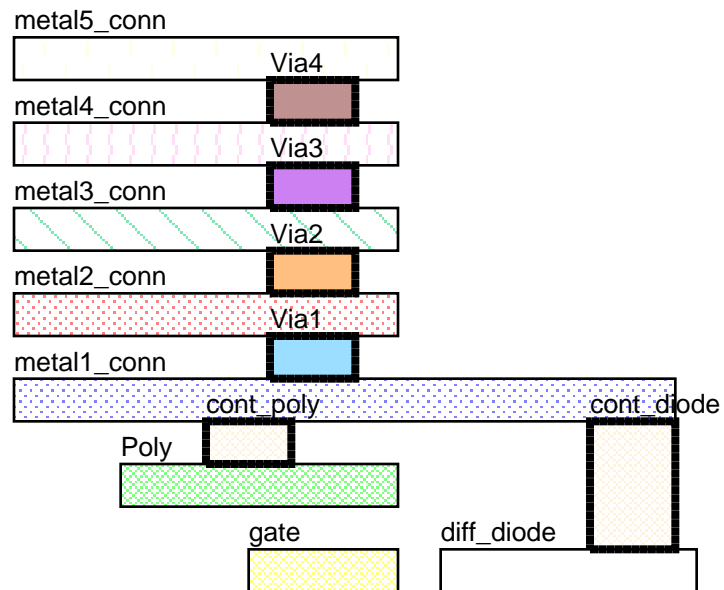 metal5_conn
Via4
metal4_conn
Via3
metal3_conn
Via2
metal2_conn
Via1
metal1_conn
cont_poly
cont_diode
Poly
gate
diff_diode